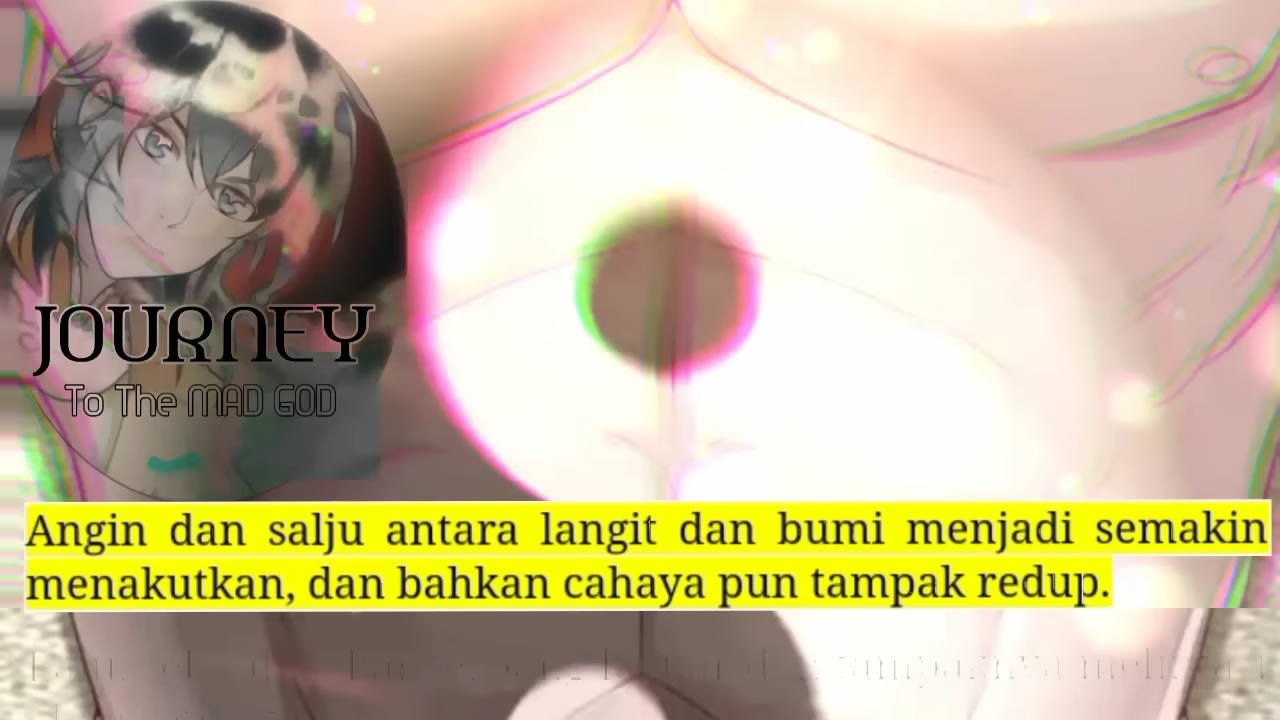 JOURNEY
To The MAD GOD
Angin dan salju antara langit dan bumi menjadi semakin
menakutkan, dan bahkan cahaya pun tampak redup.